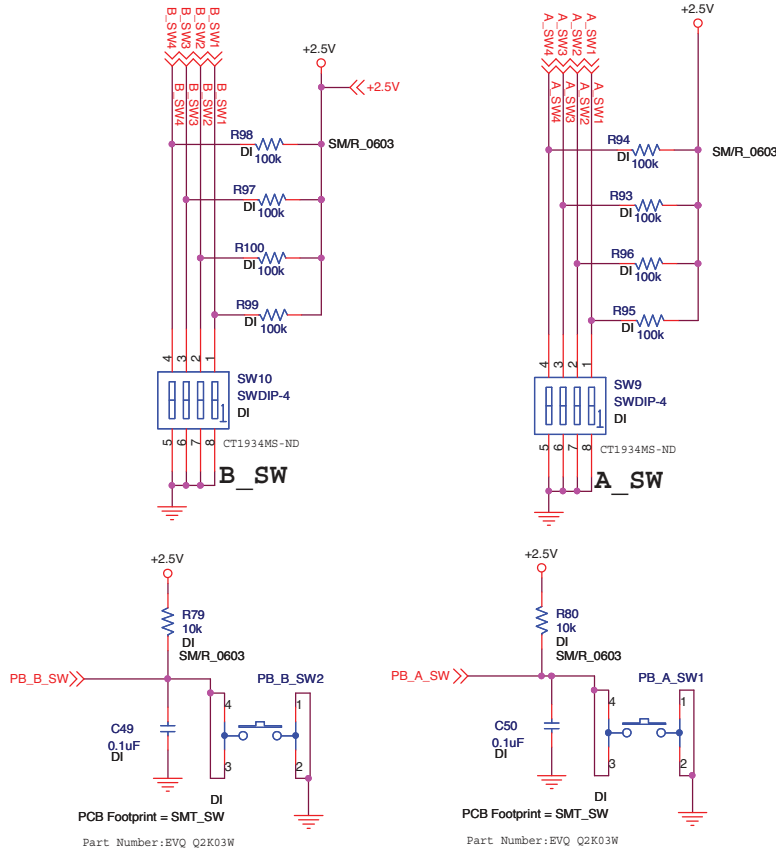 B_SW4
B_SW3
B_SW2
B_SW1
B_SW4
B_SW3
B_SW2
B_SW1
+2.5V
+2.5V
R98
DI
100k
SM/R_0603
R97
DI
100k
R100
DI
100k
R99
DI
100k
4
3
2
1
SW10
SWDIP-4
DI
1
5
6
7
8
CT1934MS-ND
B_SW
A_SW4
A_SW3
A_SW2
A_SW1
A_SW4
A_SW3
A_SW2
A_SW1
+2.5V
R94
DI
100k
SM/R_0603
R93
DI
100k
R96
DI
100k
R95
DI
100k
4
3
2
1
SW9
SWDIP-4
DI
1
5
6
7
8
CT1934MS-ND
A_SW
+2.5V
R79
10k
DI
SM/R_0603
PB_B_SW
PB_B_SW2
4
1
C49
0.1uF
DI
3
2
DI
PCB Footprint = SMT_SW
Part Number:EVQ Q2K03W
+2.5V
R80
10k
DI
SM/R_0603
PB_A_SW
PB_A_SW1
4
1
C50
0.1uF
DI
3
2
DI
PCB Footprint = SMT_SW
Part Number:EVQ Q2K03W